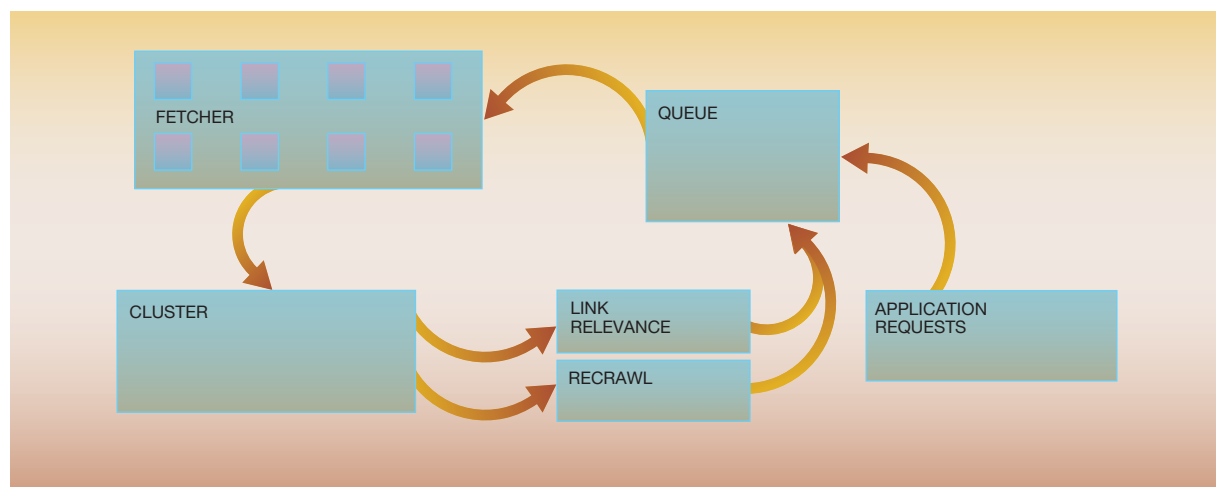 FETCHER
QUEUE
CLUSTER
LINK
RELEVANCE
RECRAWL
APPLICATION
REQUESTS